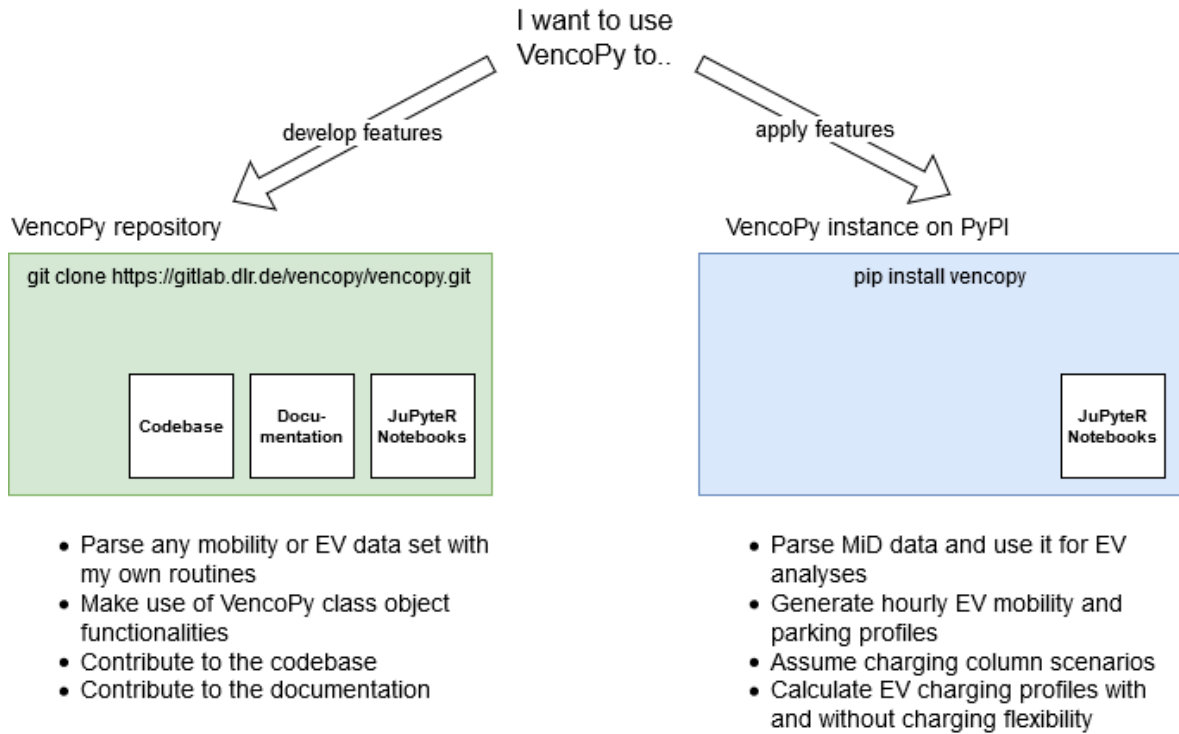 I want to use
VencoPy to..
develop features
apply features
VencoPy repository
git clone https://gitlab.dlr.de/vencopy/vencopy.git
Codebase
Docu-
mentation
JuPyteR
Notebooks
• Parse any mobility or EV data set with
my own routines
• Make use of VencoPy class object
functionalities
• Contribute to the codebase
• Contribute to the documentation
VencoPy instance on PyPI
pip install vencopy
JuPyteR
Notebooks
• Parse MiD data and use it for EV
analyses
• Generate hourly EV mobility and
parking profiles
• Assume charging column scenarios
• Calculate EV charging profiles with
and without charging flexibility